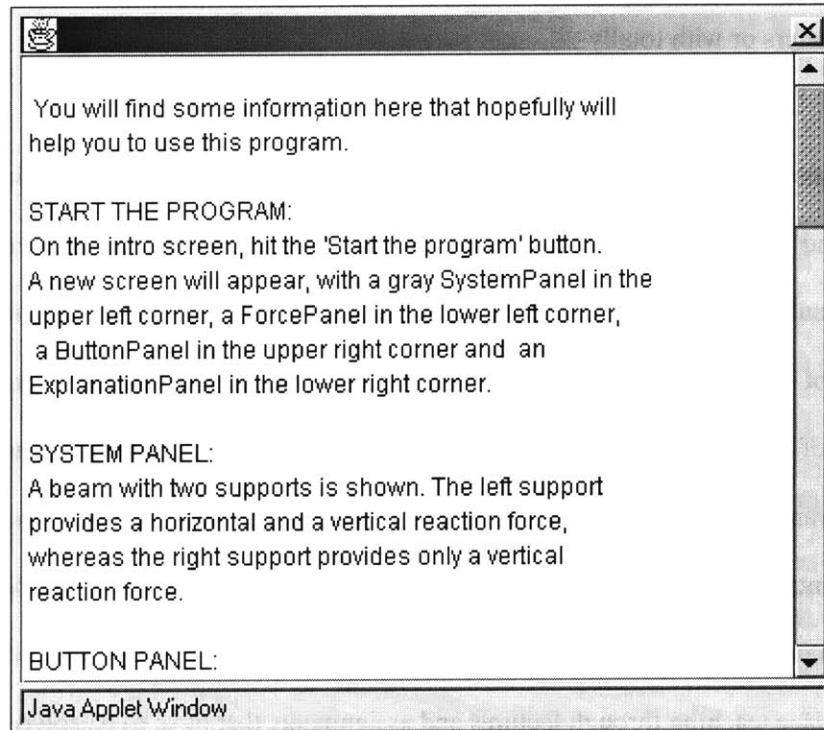 You will find some information here that hopefully will
help you to use this program.
START THE PROGRAM:
On the intro screen, hit the 'Start the program' button.
A new screen will appear, with a gray SystemPanel in the
upper left corner, a ForcePanel in the lower left corner,
a ButtonPanel in the upper right corner and an
ExplanationPanel in the lower right corner.
SYSTEM PANEL:
A beam with two supports is shown. The left support
provides a horizontal and a vertical reaction force,
whereas the right support provides only a vertical
reaction force.
BUTTON PANEL:
Java Applet Window